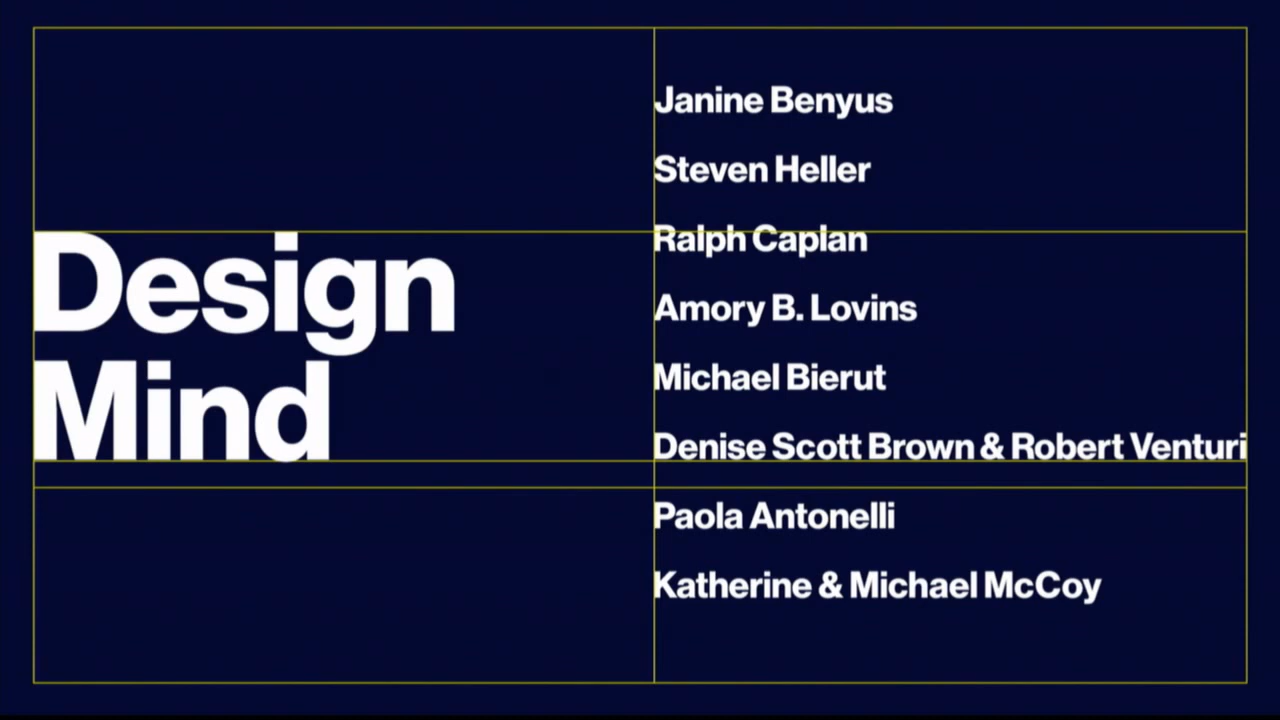 Design
Mind
Janine Benyus
Steven Heller
Ralph Caplan
Amory B. Lovins
Michael Bierut
Denise Scott Brown & Robert Venturi
Paola Antonelli
Katherine & Michael McCoy